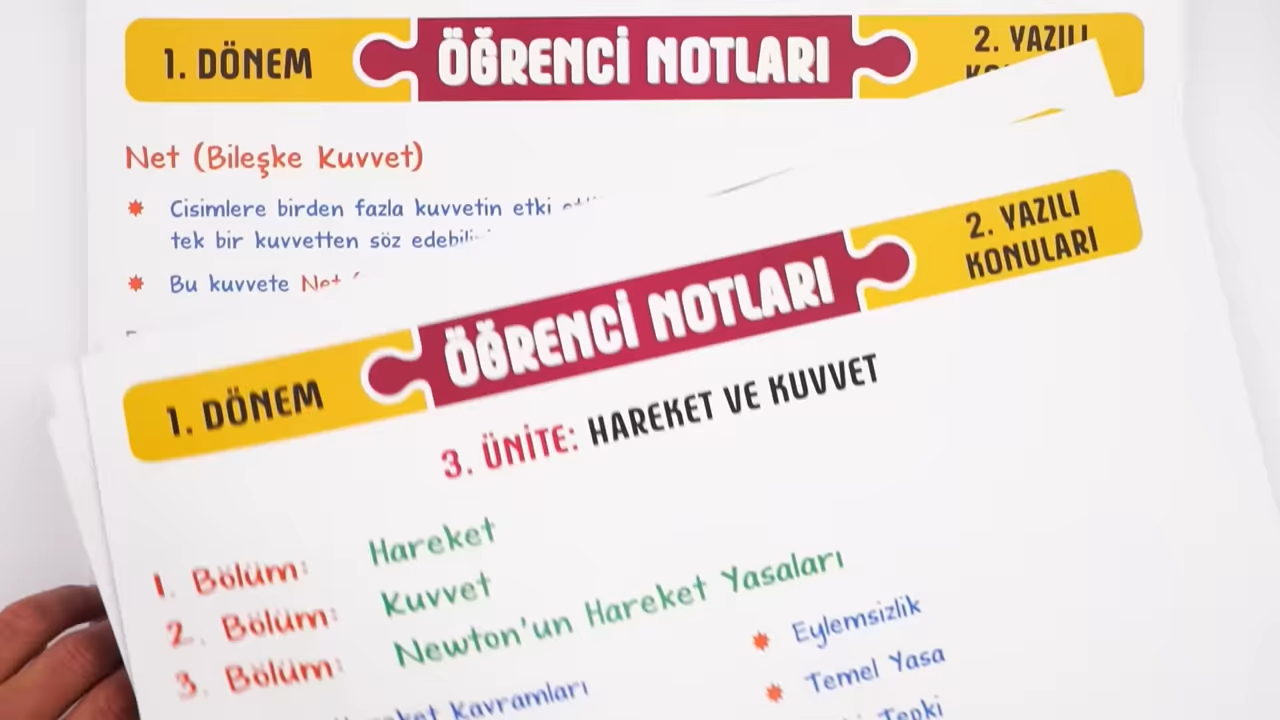 1. DÖNEM
ÖĞRENCİ NOTLARI
2. YAZILI
Net (Bileşke Kuvvet)
Cisimlere birden fazla kuvvetin etki
tek bir kuvvetten söz
Bu kuvvete Net
1. DÖNEM
ÖĞRENCİ NOTLARI
2. YAZILI
KONULARI
3. ÜNİTE: HAREKET VE KUVVET
1. Bölüm: Hareket
2. Bölüm: Kuvvet
3. Bölüm: Newton'un Hareket Yasaları
Kavramları
Eylemsizlik
Temel Yasa
Tepki